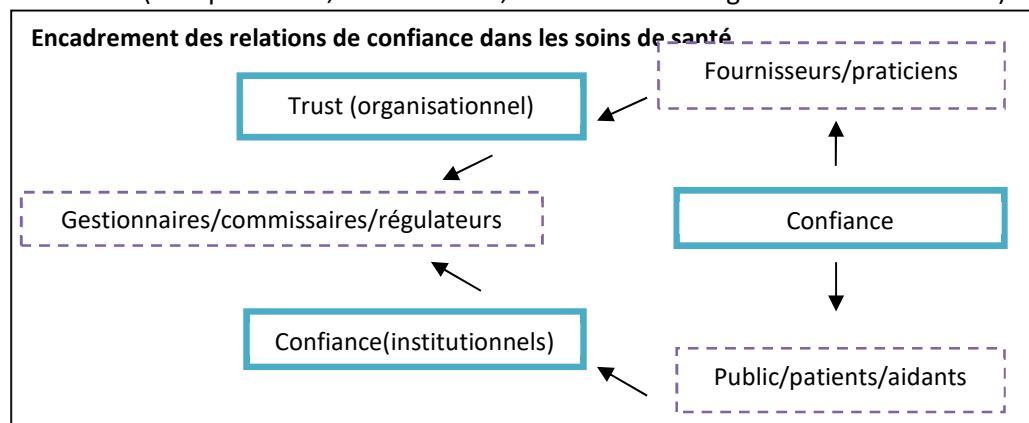 Encadrement des relations de confiance dans les soins de santé
Fournisseurs/praticiens
Trust (organisationnel)
Gestionnaires/commissaires/régulateurs
Confiance
Confiance(institutionnels)
Public/patients/aidants